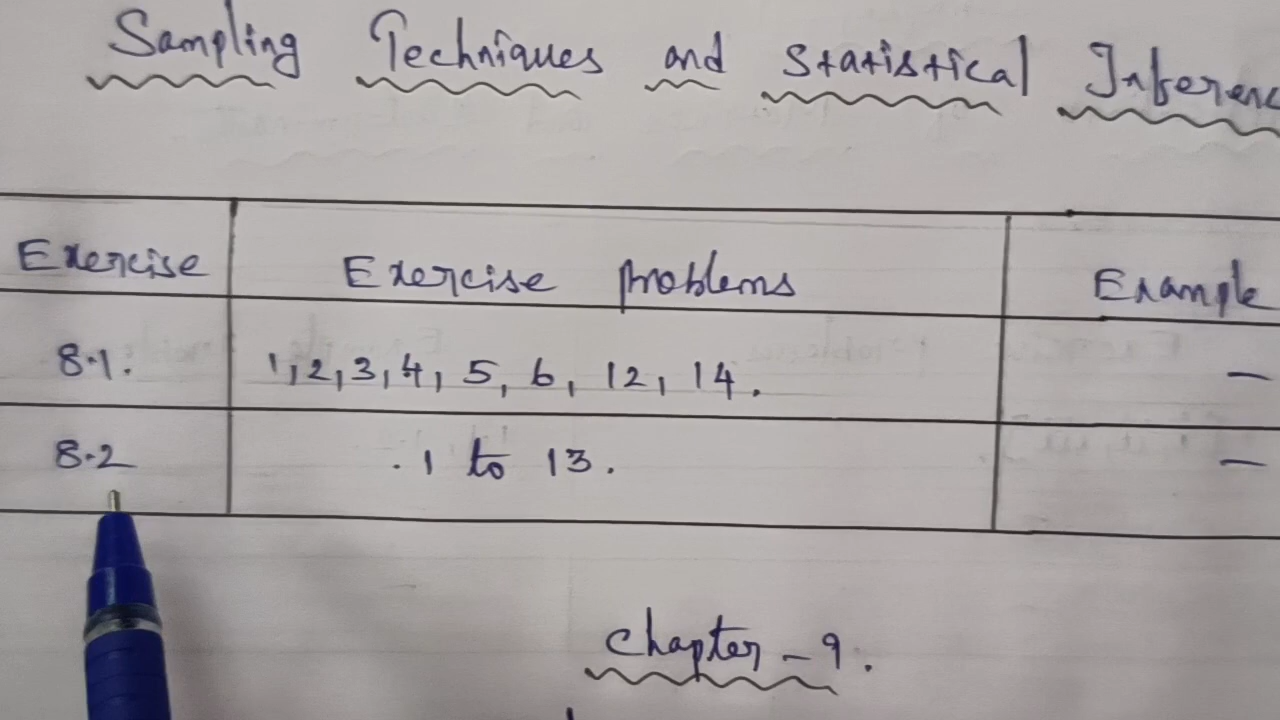 Sampling Techniques and Statistical Inferenc
Exercise Exercise Problems Example
8.1. 1, 2, 3, 4, 5, 6, 12, 14. –
8.2 . 1 to 13. –
Chapter - 9.